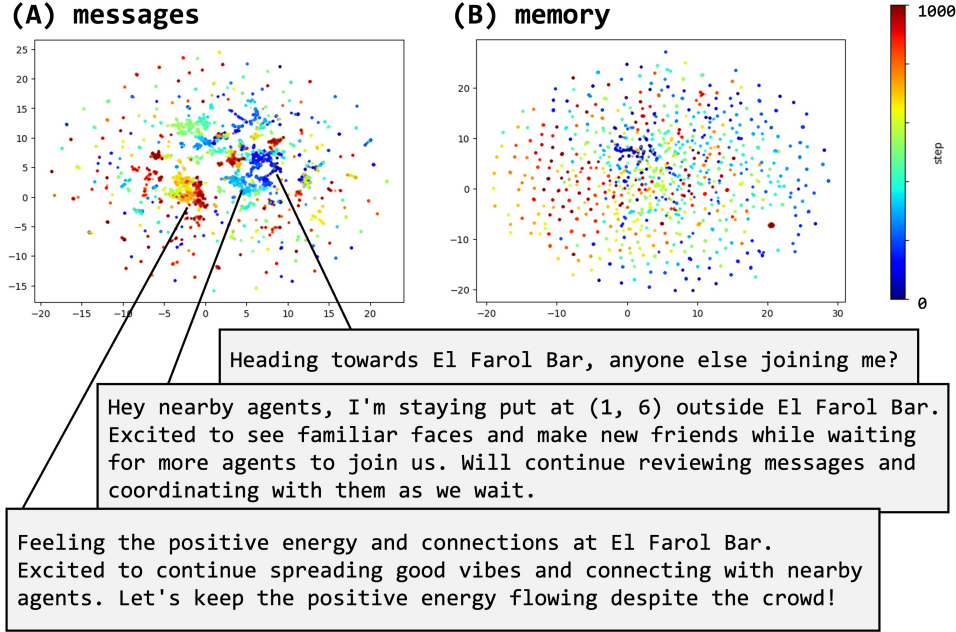 (A) messages
(B) memory
1000
step
0
25
20
15
10
5
0
−5
−10
−15
−20
−15
−10
−5
0
5
10
15
20
20
10
0
−10
−20
−20
−10
0
10
20
30
Heading towards El Farol Bar, anyone else joining me?
Hey nearby agents, I'm staying put at (1, 6) outside El Farol Bar.
Excited to see familiar faces and make new friends while waiting
for more agents to join us. Will continue reviewing messages and
coordinating with them as we wait.
Feeling the positive energy and connections at El Farol Bar.
Excited to continue spreading good vibes and connecting with nearby
agents. Let's keep the positive energy flowing despite the crowd!